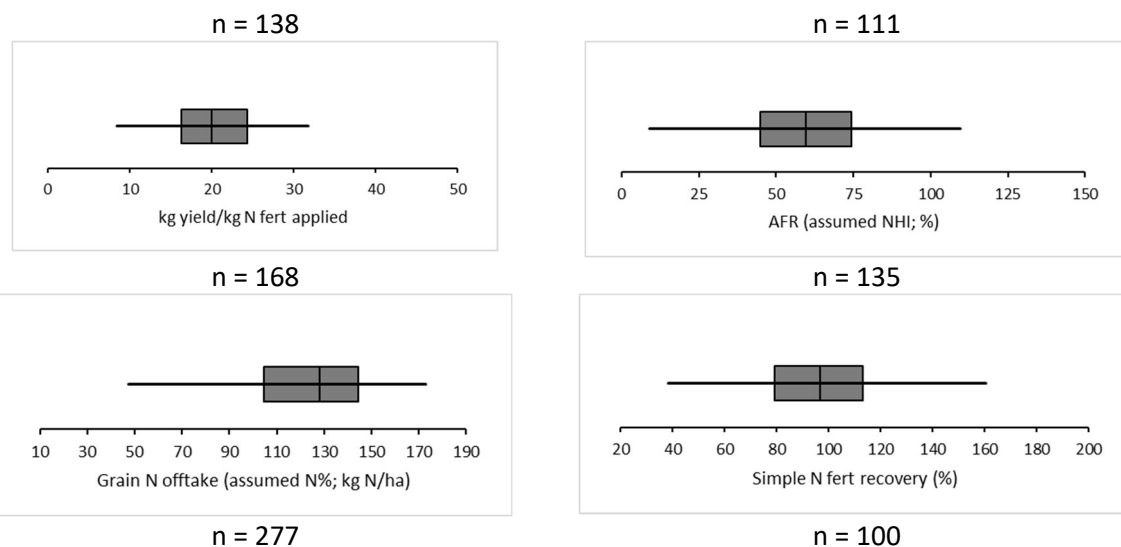 n = 138
n = 111
0 10 20 30 40 50
kg yield/kg N fert applied
0 25 50 75 100 125 150
AFR (assumed NHI; %)
n = 168
n = 135
10 30 50 70 90 110 130 150 170 190
Grain N offtake (assumed N%; kg N/ha)
20 40 60 80 100 120 140 160 180 200
Simple N fert recovery (%)
n = 277
n = 100